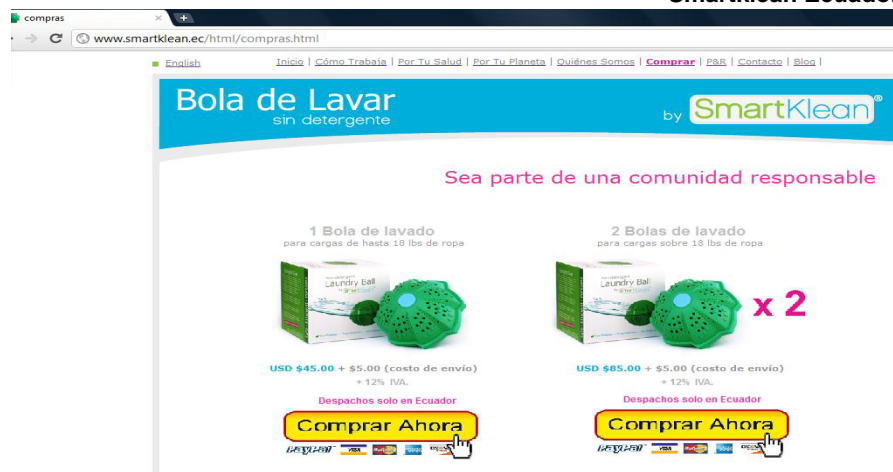 Smartklean Ecuador
compras
www.smartklean.ec/html/compras.html
English
Inicio | Cómo Trabaja | Por Tu Salud | Por Tu Planeta | Quiénes Somos | Comprar | P&R | Contacto | Blog |
Bola de Lavar
sin detergente
by SmartKlean®
Sea parte de una comunidad responsable
1 Bola de lavado
para cargas de hasta 18 lbs de ropa
Laundry Ball
USD $45.00 + $5.00 (costo de envío)
+ 12% IVA.
Despachos solo en Ecuador
Comprar Ahora
PayPal VISA
2 Bolas de lavado
para cargas sobre 18 lbs de ropa
Laundry Ball
x 2
USD $85.00 + $5.00 (costo de envío)
+ 12% IVA.
Despachos solo en Ecuador
Comprar Ahora
PayPal VISA